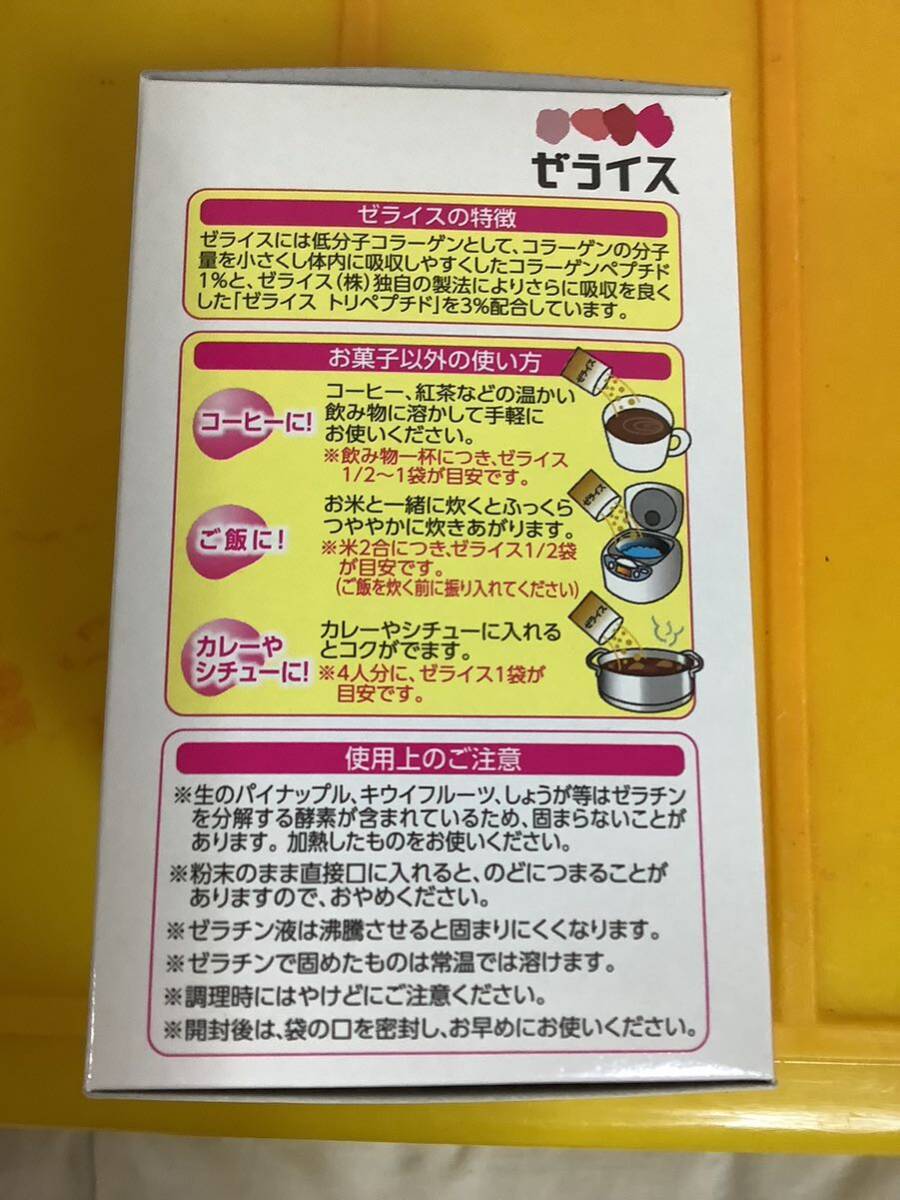 ゼライス
ゼライスの特徴
ゼライスには低分子コラーゲンとして、コラーゲンの分子
量を小さくし体内に吸収しやすくしたコラーゲンペプチド
1%と、ゼライス(株)独自の製法によりさらに吸収を良く
した「ゼライス トリペプチド」を3%配合しています。
お菓子以外の使い方
コーヒーに!
コーヒー、紅茶などの温かい
飲み物に溶かして手軽に
お使いください。
※飲み物一杯につき、ゼライス
1/2〜1袋が目安です。
ゼライス
ご飯に!
お米と一緒に炊くとふっくら
つややかに炊きあがります。
※米2合につき、ゼライス1/2袋
が目安です。
(ご飯を炊く前に振り入れてください)
ゼライス
カレーや
シチューに!
カレーやシチューに入れる
とコクがでます。
※4人分に、ゼライス1袋が
目安です。
ゼライス
使用上のご注意
※生のパイナップル、キウイフルーツ、しょうが等はゼラチン
を分解する酵素が含まれているため、固まらないことが
あります。加熱したものをお使いください。
※粉末のまま直接口に入れると、のどにつまることが
ありますので、おやめください。
※ゼラチン液は沸騰させると固まりにくくなります。
※ゼラチンで固めたものは常温では溶けます。
※調理時にはやけどにご注意ください。
※開封後は、袋の口を密封し、お早めにお使いください。